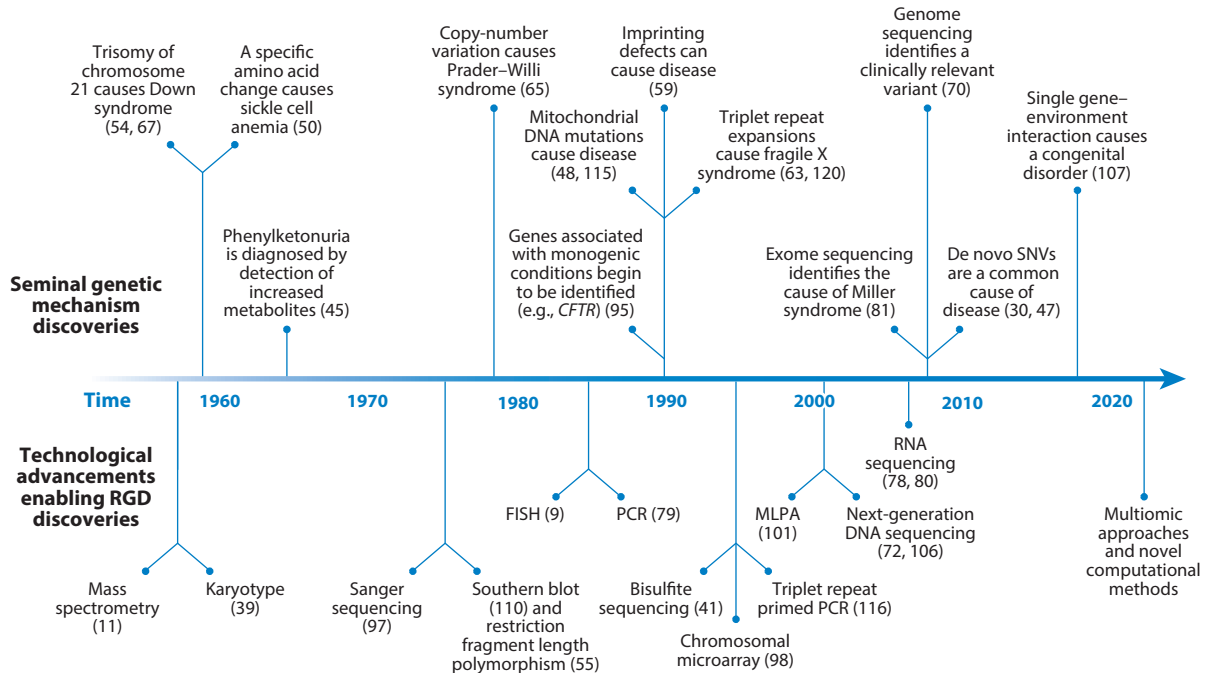 Trisomy of
chromosome
21 causes Down
syndrome
(54, 67)
A specific
amino acid
change causes
sickle cell
anemia (50)
Copy-number
variation causes
Prader–Willi
syndrome (65)
Imprinting
defects can
cause disease
(59)
Genome
sequencing
identifies a
clinically relevant
variant (70)
Mitochondrial
DNA mutations
cause disease
(48, 115)
Triplet repeat
expansions
cause fragile X
syndrome (63, 120)
Single gene–
environment
interaction causes
a congenital
disorder (107)
Phenylketonuria
is diagnosed by
detection of
increased
metabolites (45)
Genes associated
with monogenic
conditions begin
to be identified
(e.g., CFTR) (95)
Exome sequencing
identifies the
cause of Miller
syndrome (81)
De novo SNVs
are a common
cause of
disease (30, 47)
Seminal genetic
mechanism
discoveries
Time
1960
1970
1980
1990
2000
2010
2020
Technological
advancements
enabling RGD
discoveries
Mass
spectrometry
(11)
Karyotype
(39)
Sanger
sequencing
(97)
Southern blot
(110) and
restriction
fragment length
polymorphism (55)
FISH (9)
PCR (79)
Bisulfite
sequencing (41)
Chromosomal
microarray (98)
Triplet repeat
primed PCR (116)
MLPA
(101)
Next-generation
DNA sequencing
(72, 106)
RNA
sequencing
(78, 80)
Multiomic
approaches
and novel
computational
methods